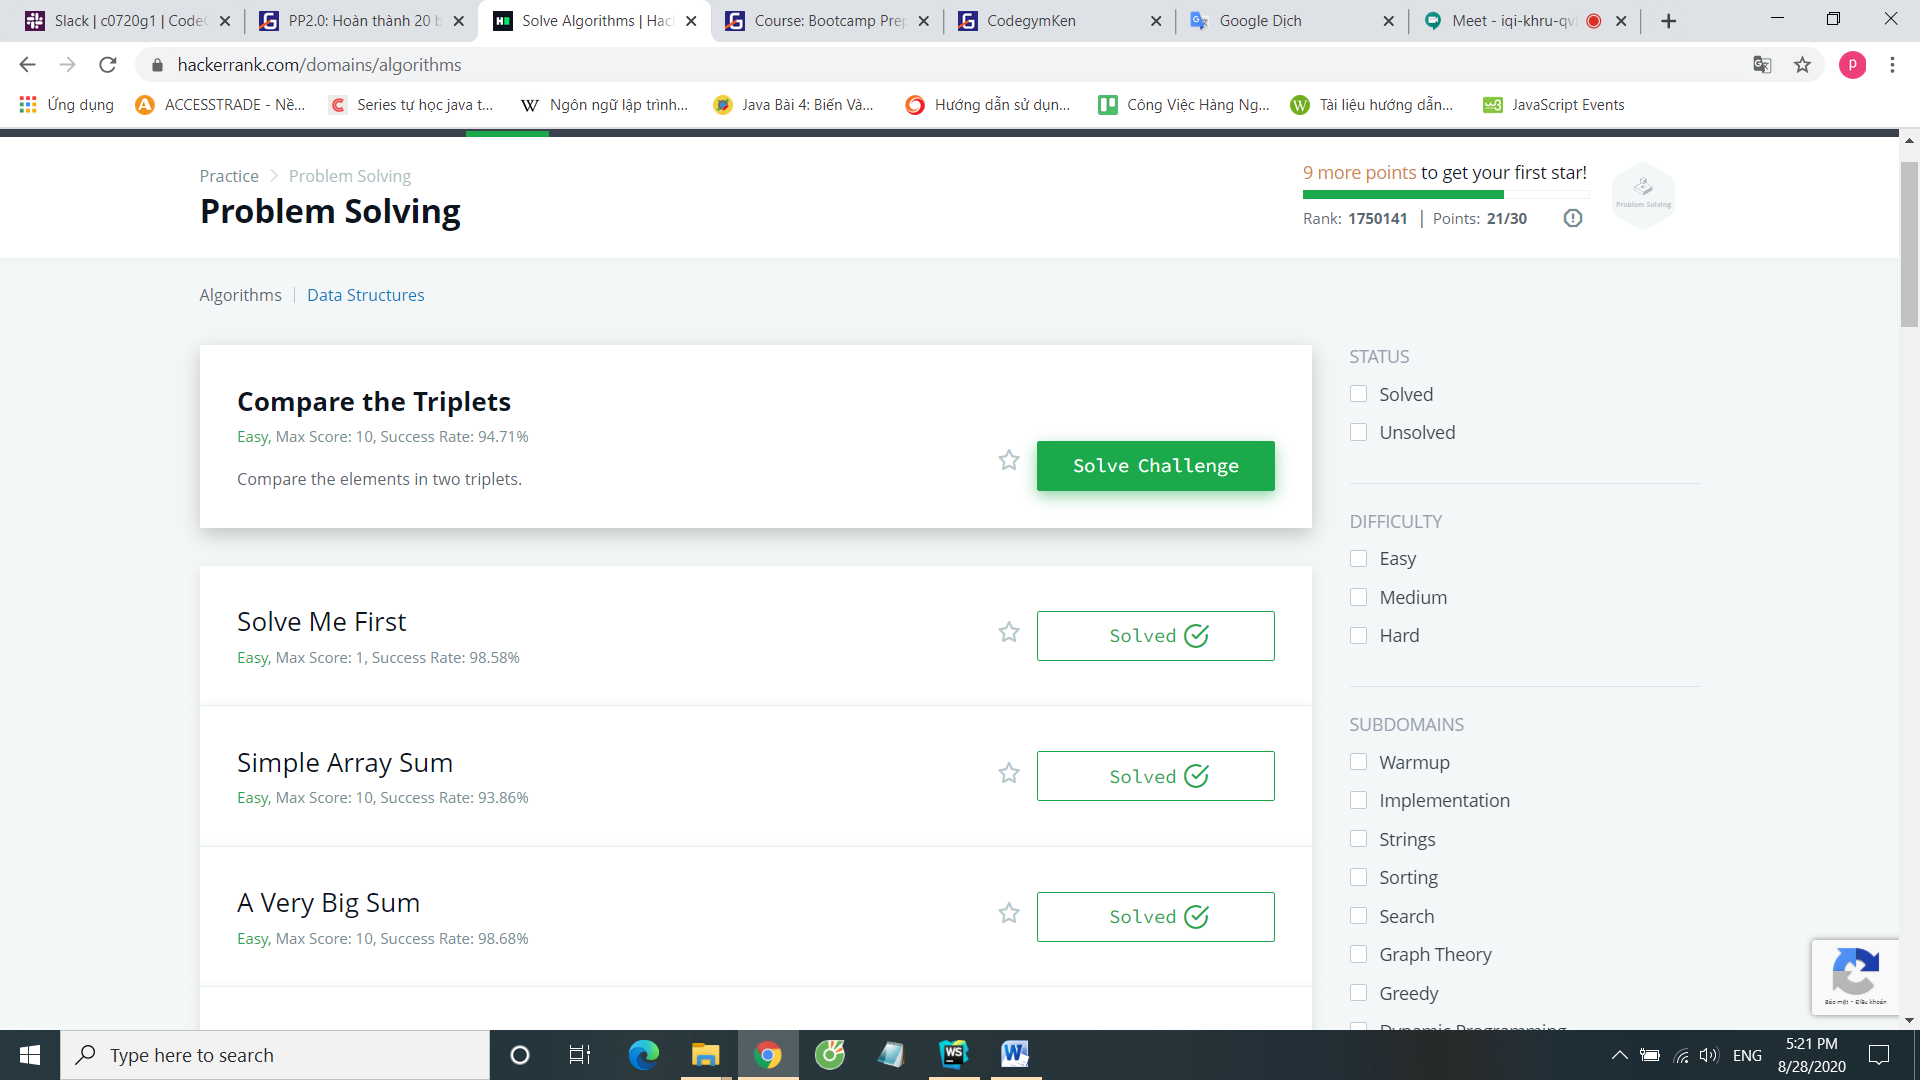 Slack | c0720g1 | Code
PP2.0: Hoàn thành 20 b
Solve Algorithms | Hac
Course: Bootcamp Prep
CodegymKen
Google Dịch
Meet - iqi-khru-qv
hackerrank.com/domains/algorithms
P
Ứng dụng
ACCESSTRADE - Nề...
Series tự học java t...
Ngôn ngữ lập trình...
Java Bài 4: Biến Và...
Hướng dẫn sử dụn...
Công Việc Hàng Ng...
Tài liệu hướng dẫn...
JavaScript Events
Practice
Problem Solving
Problem Solving
9 more points to get your first star!
Rank: 1750141 | Points: 21/30
Problem Solving
Algorithms
Data Structures
Compare the Triplets
Easy, Max Score: 10, Success Rate: 94.71%
Compare the elements in two triplets.
Solve Challenge
Solve Me First
Easy, Max Score: 1, Success Rate: 98.58%
Solved
Simple Array Sum
Easy, Max Score: 10, Success Rate: 93.86%
Solved
A Very Big Sum
Easy, Max Score: 10, Success Rate: 98.68%
Solved
STATUS
Solved
Unsolved
DIFFICULTY
Easy
Medium
Hard
SUBDOMAINS
Warmup
Implementation
Strings
Sorting
Search
Graph Theory
Greedy
Dynamic Programming
Bảo mật - Điều khoản
Type here to search
WS
W
ENG
5:21 PM
8/28/2020